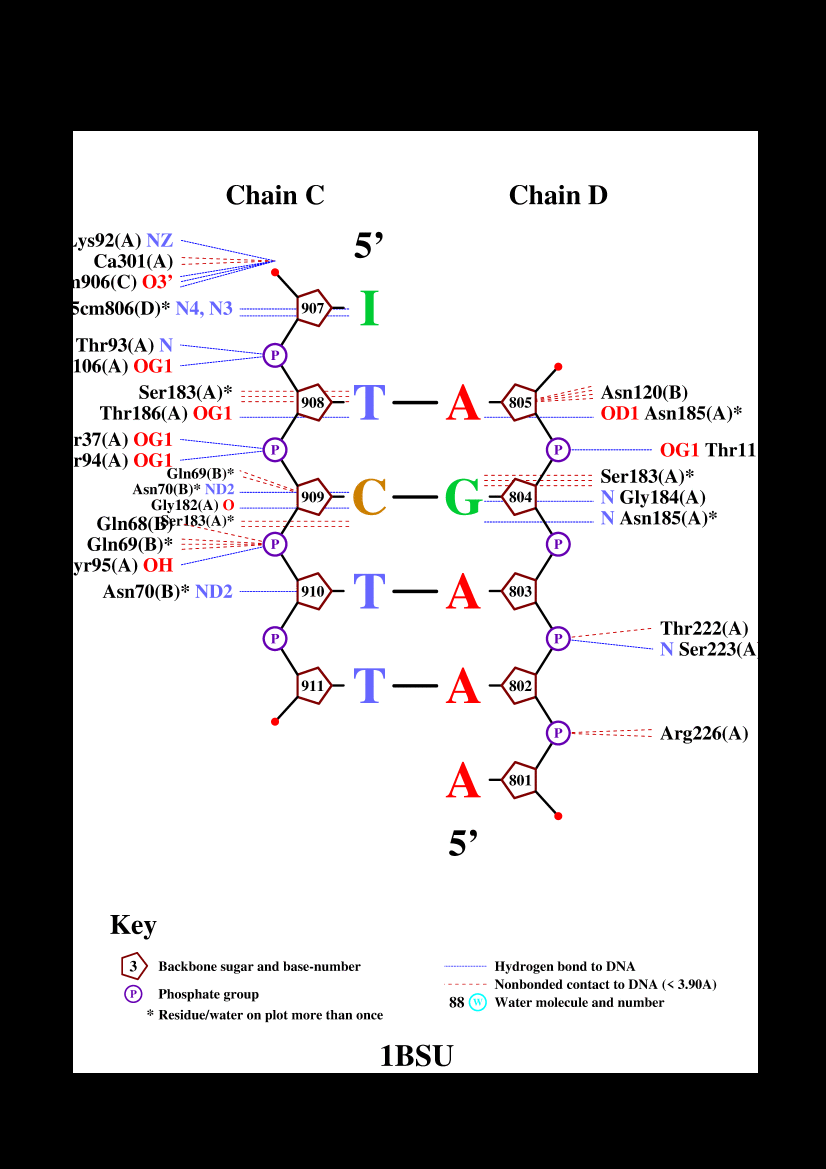 Chain C Chain D
5’
Lys92(A) NZ
Ca301(A)
m906(C) O3’
5cm806(D)* N4, N3
907 I
Thr93(A) N
P
106(A) OG1
Ser183(A)*
908 T A 805
Asn120(B)
Thr186(A) OG1
OD1 Asn185(A)*
r37(A) OG1
P P
OG1 Thr11
r94(A) OG1
Gln69(B)*
Ser183(A)*
Asn70(B)* ND2
909 C G 804
N Gly184(A)
Gly182(A) O
Ser183(A)*
N Asn185(A)*
Gln68(B)
Gln69(B)*
P P
yr95(A) OH
Asn70(B)* ND2
910 T A 803
Thr222(A)
P P
N Ser223(A)
911 T A 802
P
Arg226(A)
A 801
5’
Key
3 Backbone sugar and base-number
Hydrogen bond to DNA
Nonbonded contact to DNA (< 3.90A)
P Phosphate group
88 W Water molecule and number
* Residue/water on plot more than once
1BSU